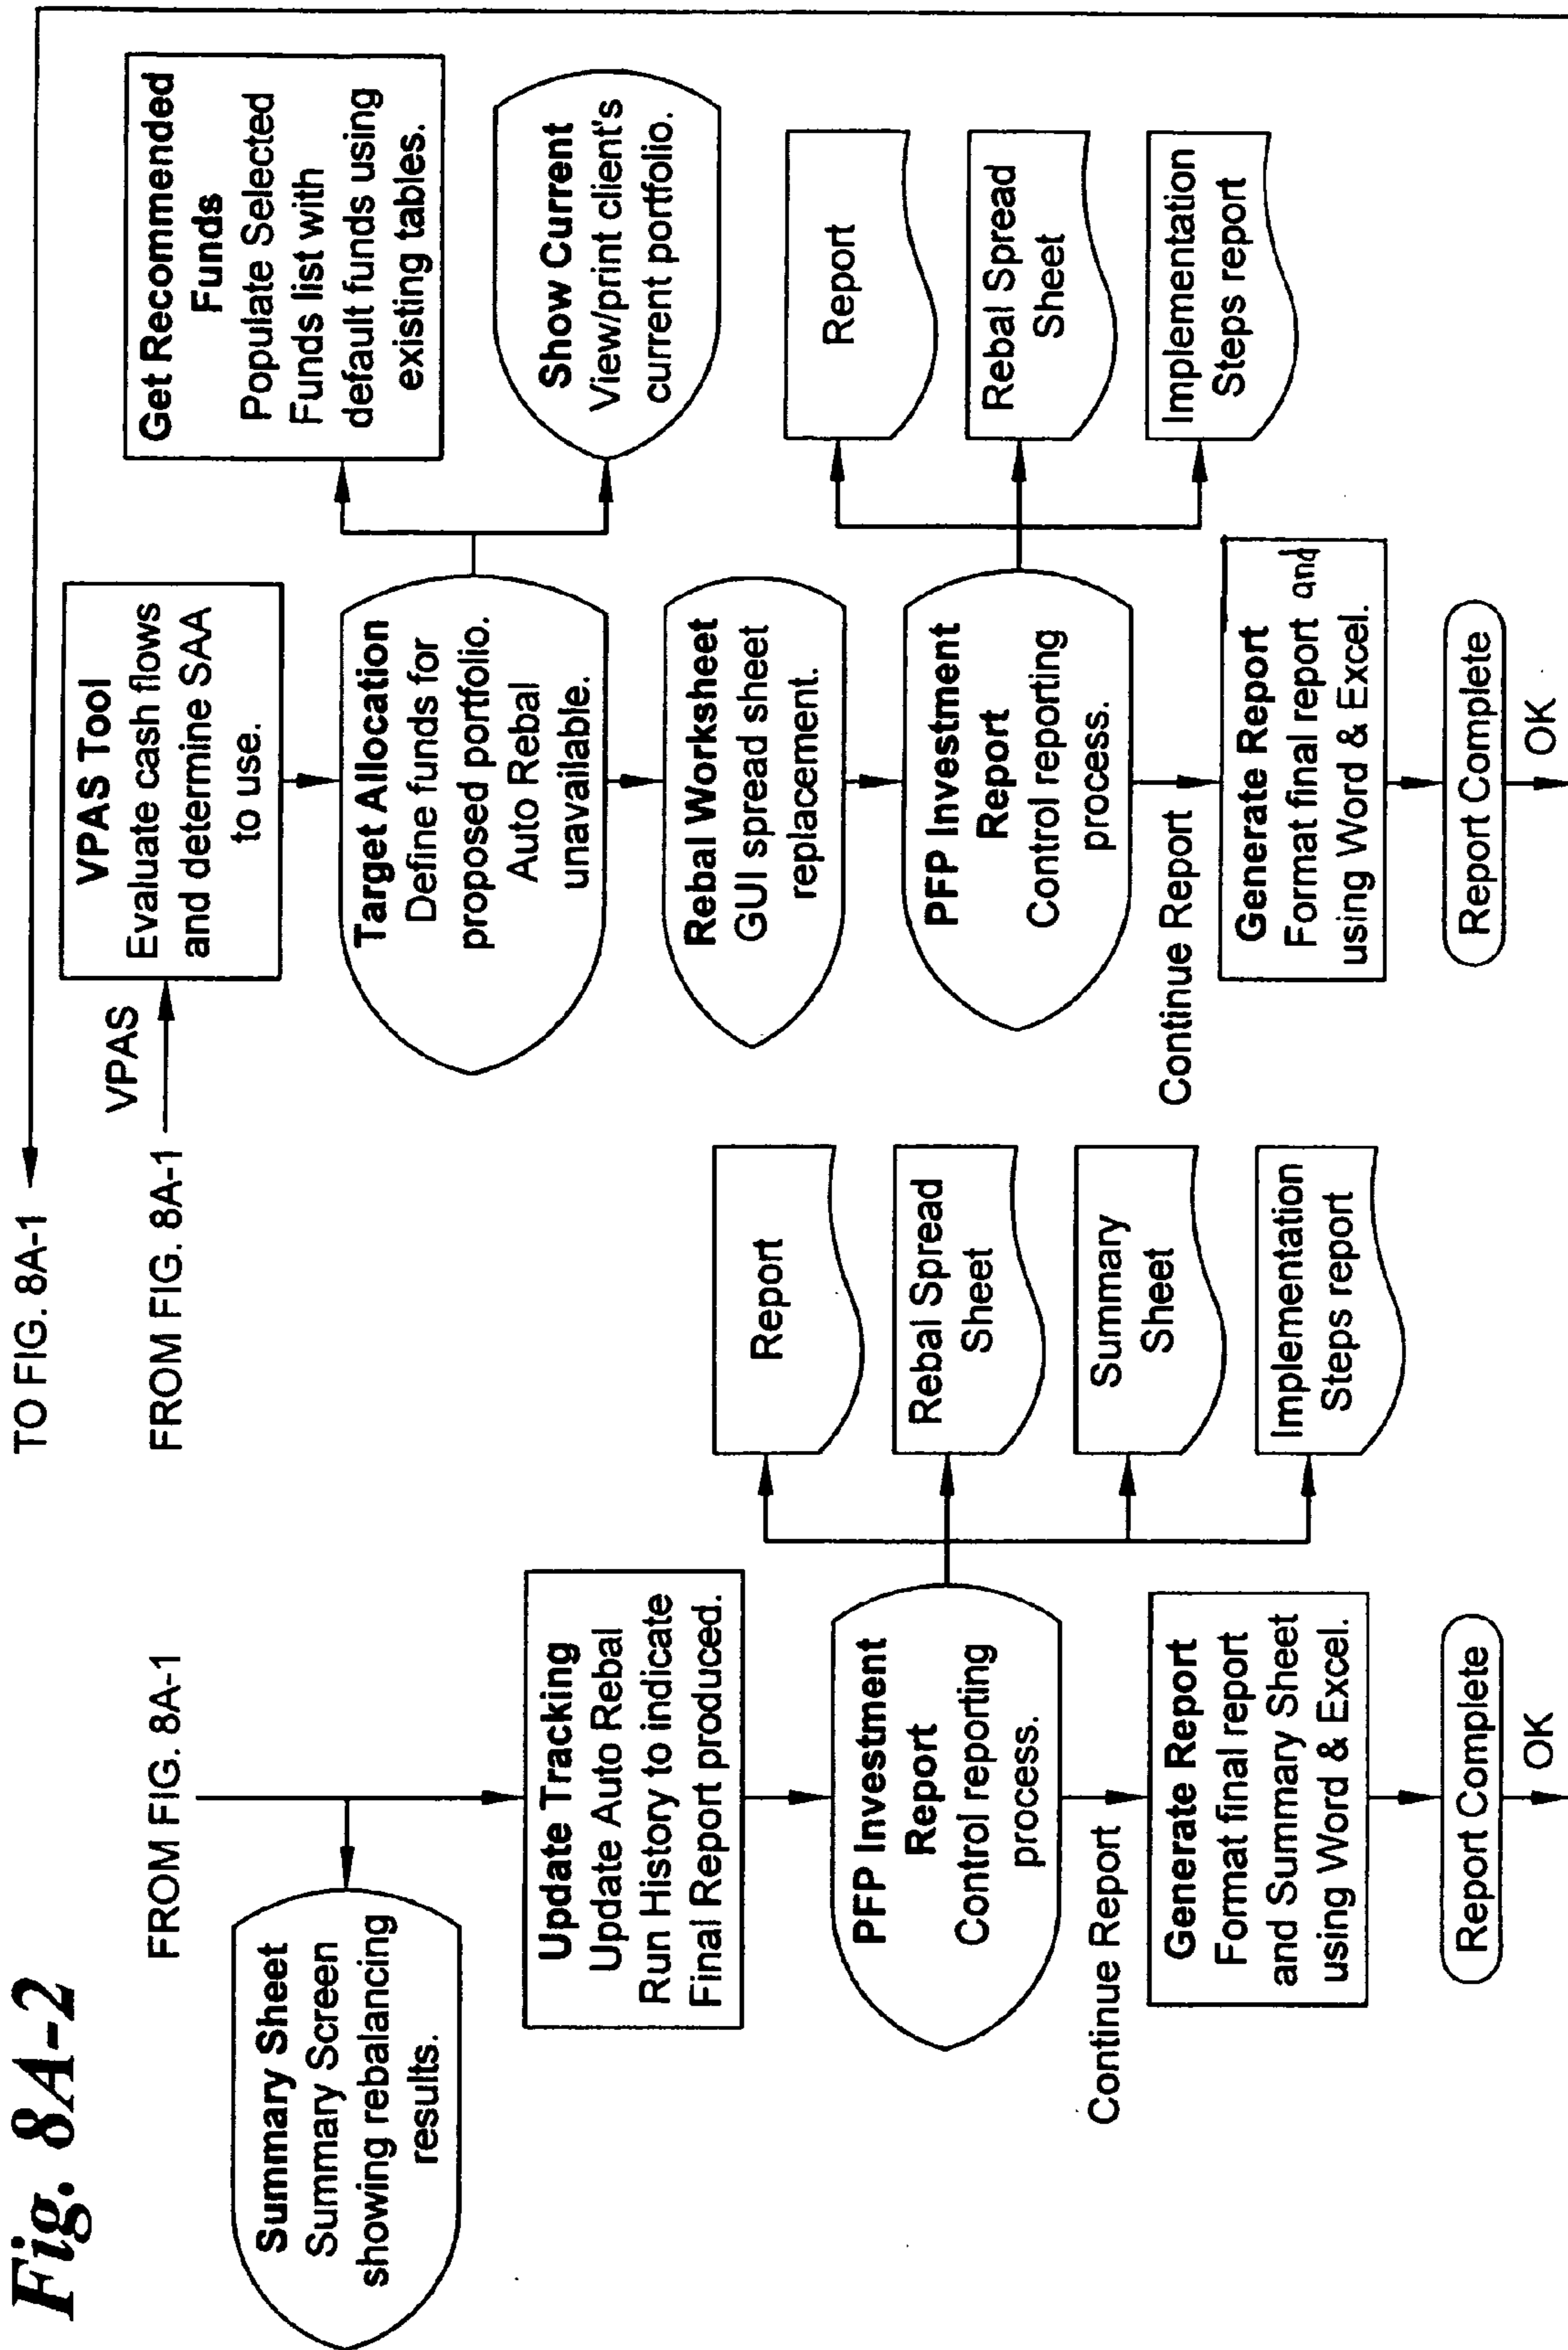 Fig. 8A-2
TO FIG. 8A-1
FROM FIG. 8A-1
Summary Sheet
Summary Screen
showing rebalancing
results.
Update Tracking
Update Auto Rebal
Run History to indicate
Final Report produced.
PFP Investment
Report
Control reporting
process.
Report
Rebal Spread
Sheet
Summary
Sheet
Implementation
Steps report
Continue Report
Generate Report
Format final report
and Summary Sheet
using Word & Excel.
Report Complete
OK
FROM FIG. 8A-1
VPAS
VPAS Tool
Evaluate cash flows
and determine SAA
to use.
Target Allocation
Define funds for
proposed portfolio.
Auto Rebal
unavailable.
Get Recommended
Funds
Populate Selected
Funds list with
default funds using
existing tables.
Show Current
View/print client's
current portfolio.
Rebal Worksheet
GUI spread sheet
replacement.
PFP Investment
Report
Control reporting
process.
Report
Rebal Spread
Sheet
Implementation
Steps report
Continue Report
Generate Report
Format final report and
using Word & Excel.
Report Complete
OK